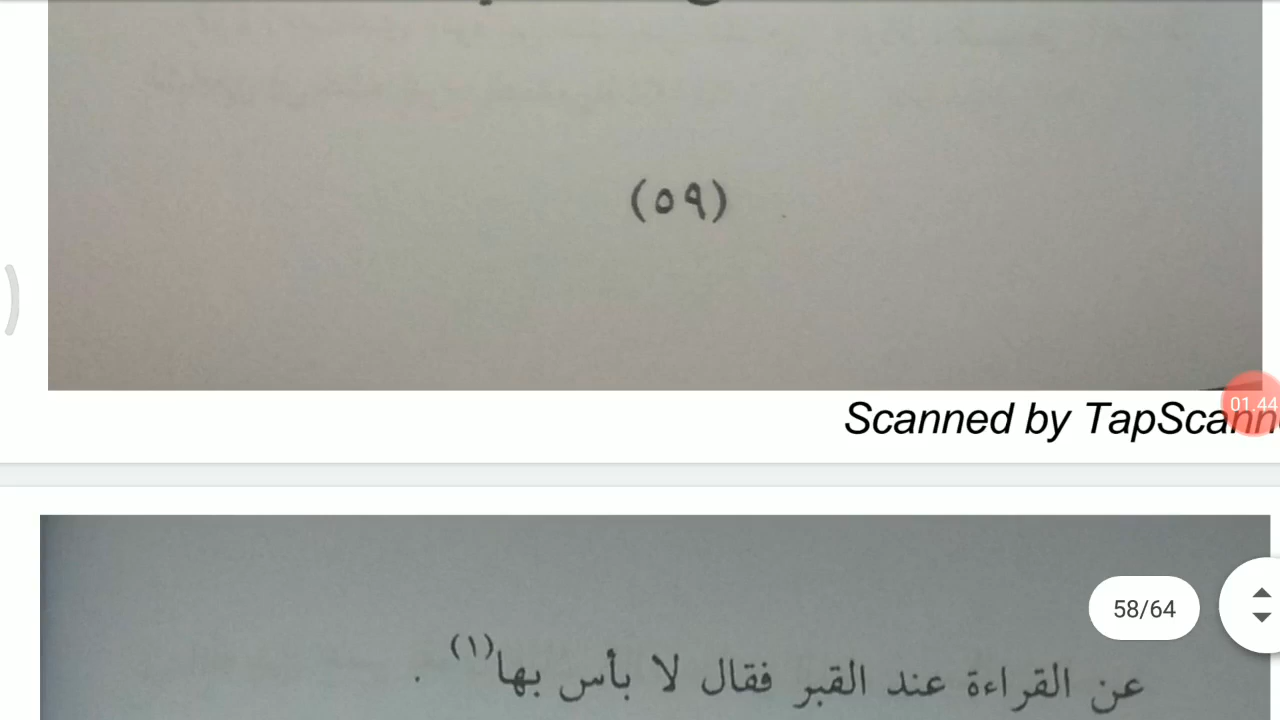 (٥٩)
01.44
Scanned by TapScann
58/64
عن القراءة عند القبر فقال لا بأس بها(١) .